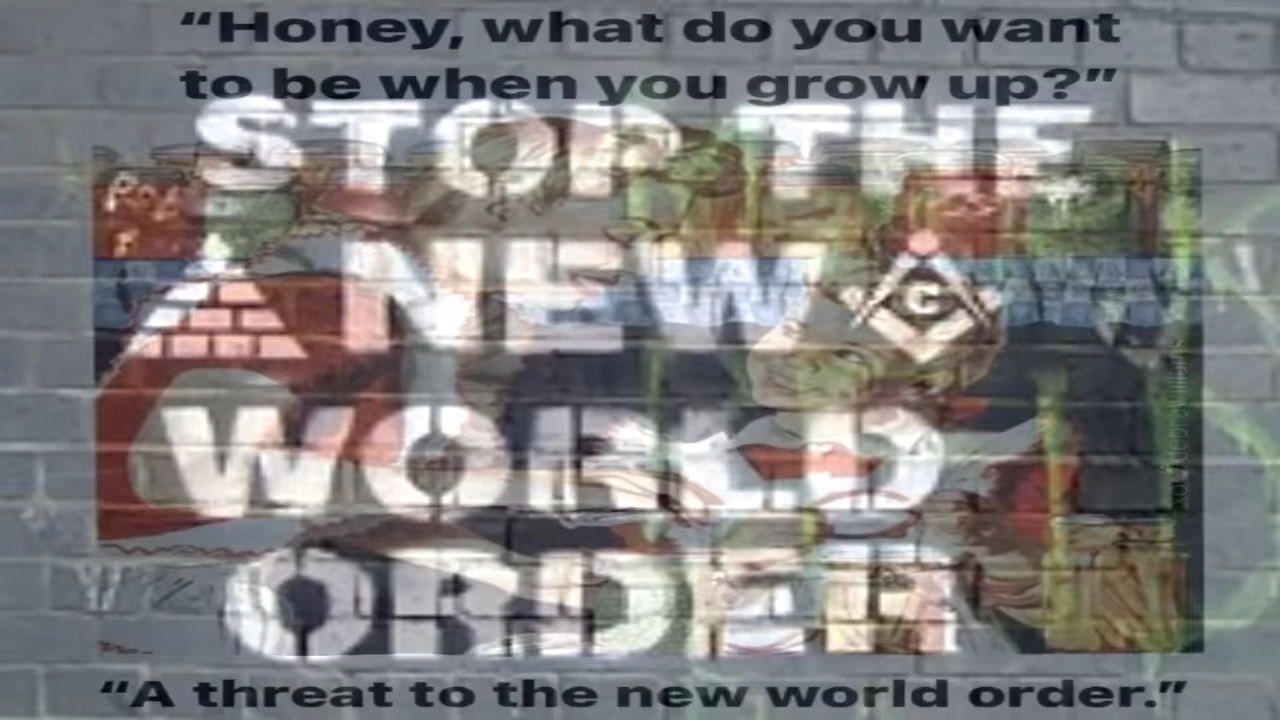 “Honey, what do you want
to be when you grow up?”
STOP THE
NEW
G
WORLD
ORDER
“A threat to the new world order.”